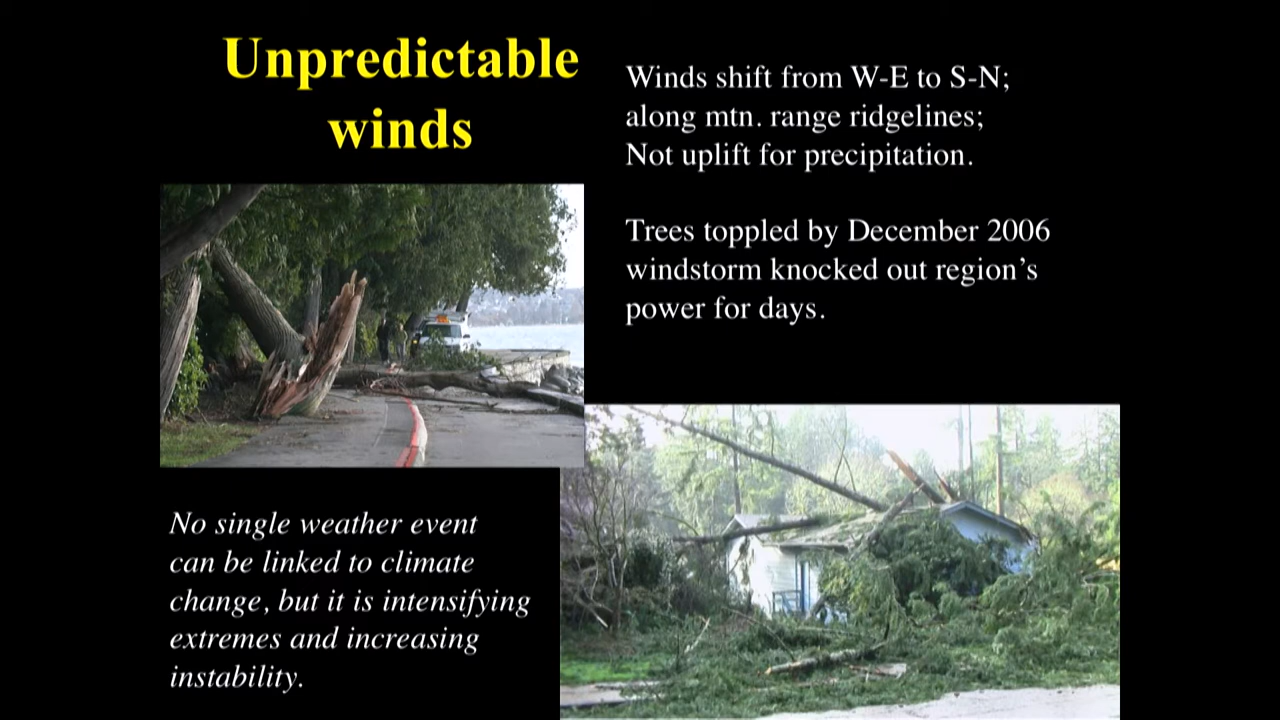 Unpredictable
winds
Winds shift from W-E to S-N;
along mtn. range ridgelines;
Not uplift for precipitation.
Trees toppled by December 2006
windstorm knocked out region’s
power for days.
No single weather event
can be linked to climate
change, but it is intensifying
extremes and increasing
instability.